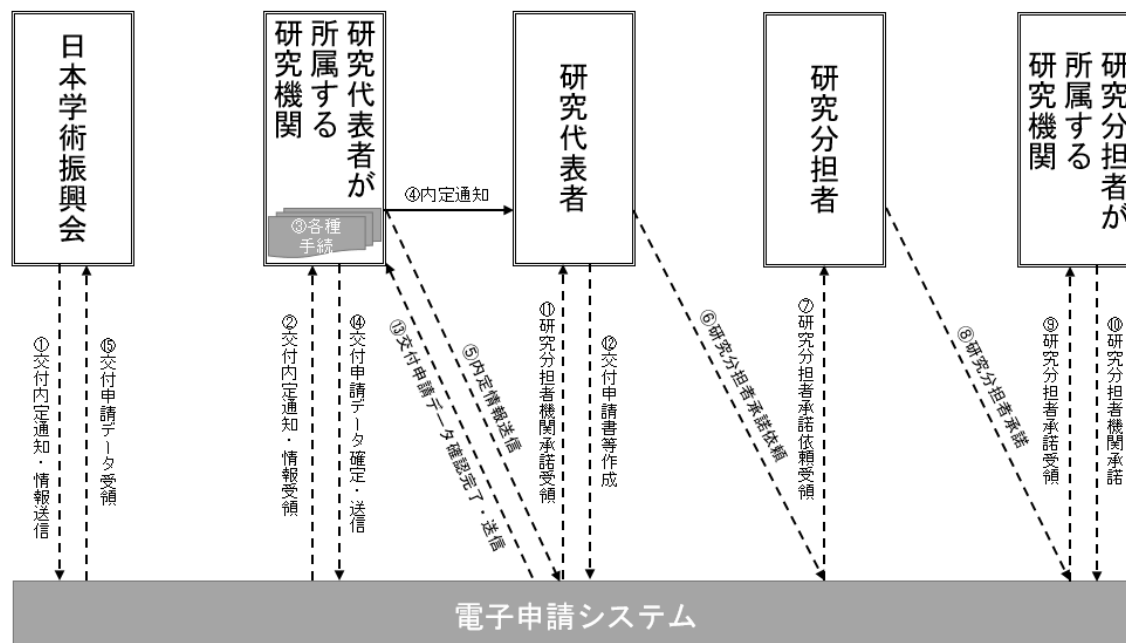 日本学術振興会
研究代表者が
所属する
研究機関
③各種
手続
研究代表者
研究分担者
研究分担者が
所属する
研究機関
④内定通知
①交付内定通知・情報送信
⑮交付申請データ受領
②交付内定通知・情報受領
⑭交付申請データ確定・送信
⑬交付申請データ確認完了・送信
⑤内定情報送信
⑪研究分担者機関承諾受領
⑫交付申請書等作成
⑥研究分担者承諾依頼
⑦研究分担者承諾依頼受領
⑧研究分担者承諾
⑨研究分担者承諾受領
⑩研究分担者機関承諾
電子申請システム